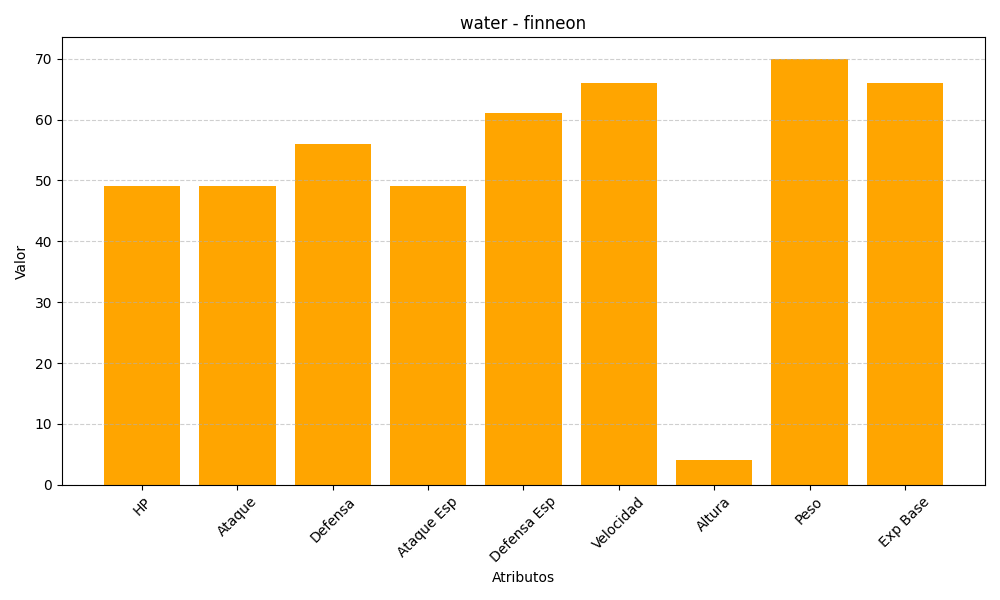 water - finneon
Valor
70
60
50
40
30
20
10
0
HP
Ataque
Defensa
Ataque Esp
Defensa Esp
Velocidad
Altura
Peso
Exp Base
Atributos